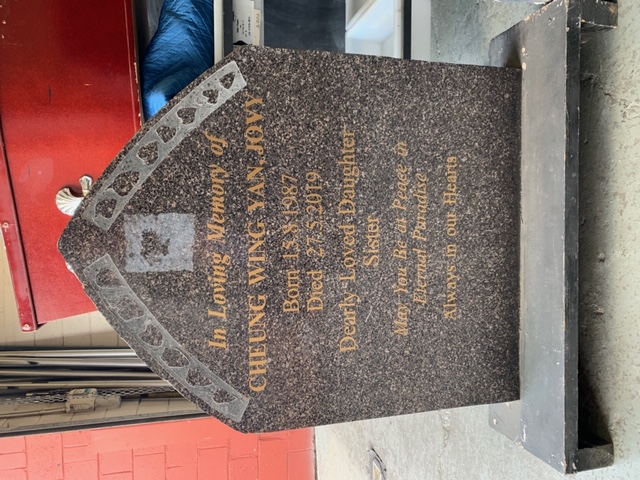 In Loving Memory of
CHEUNG WING YAN, JOVY
Born 13.8.1987
Died 27.5.2019
Dearly Loved Daughter
Sister
May You Be at Peace in
Eternal Paradise
Always in our Hearts